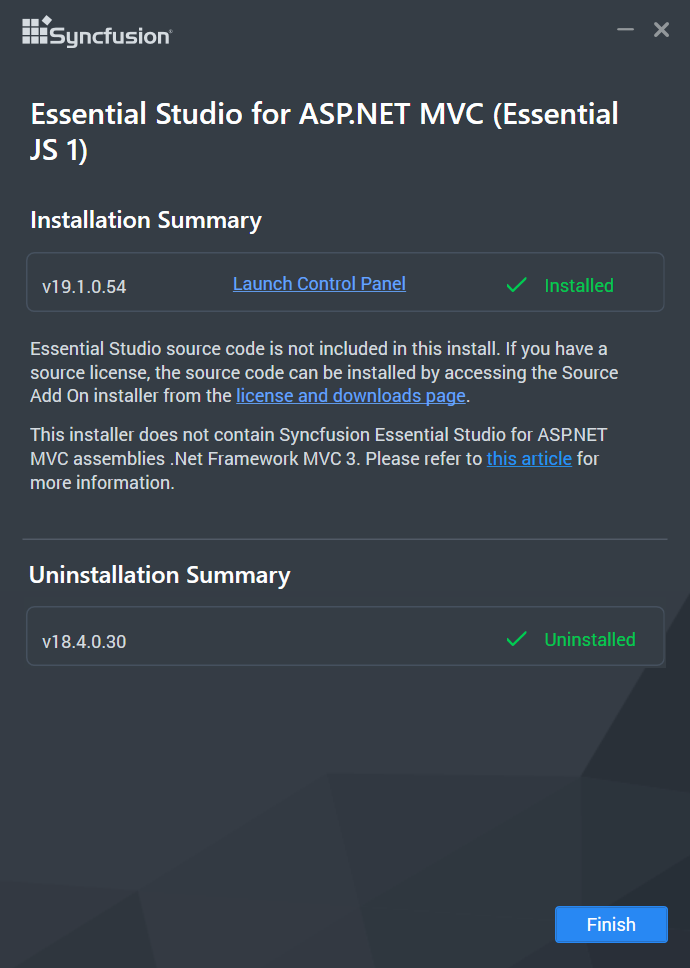 Syncfusion®
Essential Studio for ASP.NET MVC (Essential
JS 1)
Installation Summary
v19.1.0.54 Launch Control Panel Installed
Essential Studio source code is not included in this install. If you have a
source license, the source code can be installed by accessing the Source
Add On installer from the license and downloads page.
This installer does not contain Syncfusion Essential Studio for ASP.NET
MVC assemblies .Net Framework MVC 3. Please refer to this article for
more information.
Uninstallation Summary
v18.4.0.30 Uninstalled
Finish